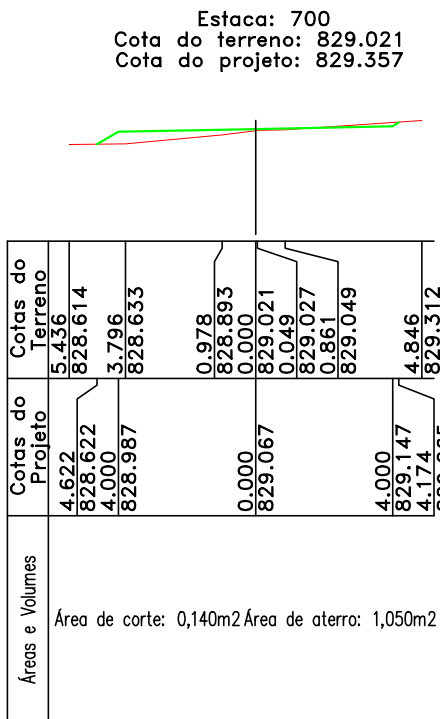 Estaca: 700
Cota do terreno: 829.021
Cota do projeto: 829.357
Cotas do
Terreno
5.436
828.614
3.796
828.633
0.978
828.893
0.000
829.021
0.049
829.027
0.861
829.049
4.846
829.312
Cotas do
Projeto
4.622
828.622
4.000
828.987
0.000
829.067
4.000
829.147
4.174
Áreas e Volumes
Área de corte: 0,140m2 Área de aterro: 1,050m2